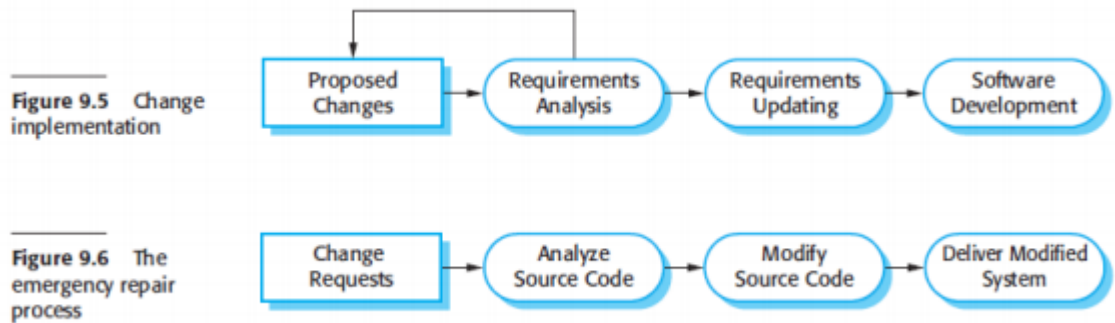 Figure 9.5 Change
implementation
Proposed
Changes
Requirements
Analysis
Requirements
Updating
Software
Development
Figure 9.6 The
emergency repair
process
Change
Requests
Analyze
Source Code
Modify
Source Code
Deliver Modified
System